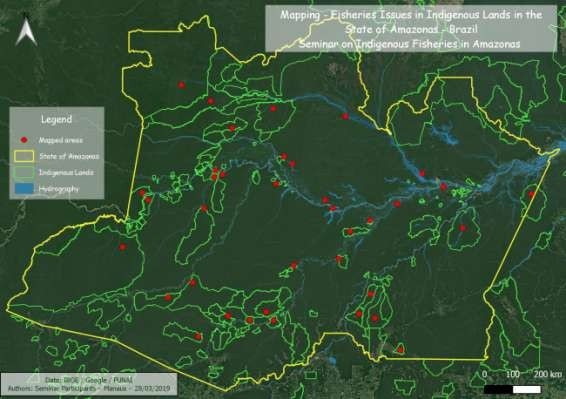 Mapping - Fisheries Issues in Indigenous Lands in the
State of Amazonas - Brazil
Seminar on Indigenous Fisheries in Amazonas
Legend
Mapped areas
State of Amazonas
Indigenous Lands
Hydrography
0 100 200 km
Data: IBGE / Google / FUNAI
Authors: Seminar Participants - Manaus - 29/03/2019